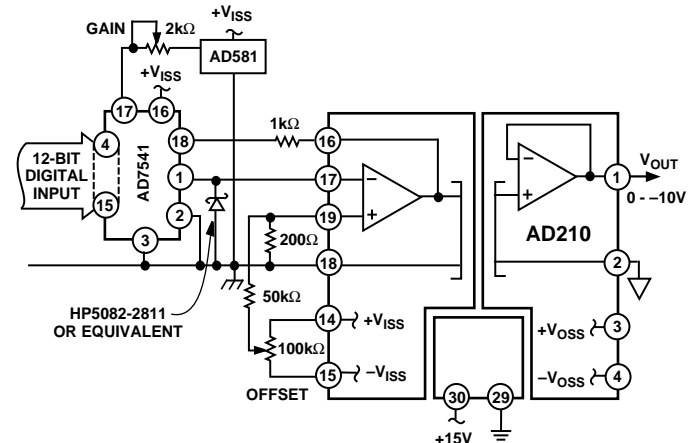 GAIN
2kΩ
+VISS
AD581
+VISS
17
16
4
18
1kΩ
16
12-BIT
DIGITAL
INPUT
AD7541
1
17
15
2
19
3
200Ω
18
HP5082-2811
OR EQUIVALENT
50kΩ
14
+VISS
100kΩ
15
–VISS
OFFSET
1
VOUT
0 - –10V
AD210
2
+VOSS
3
–VOSS
4
30
29
+15V